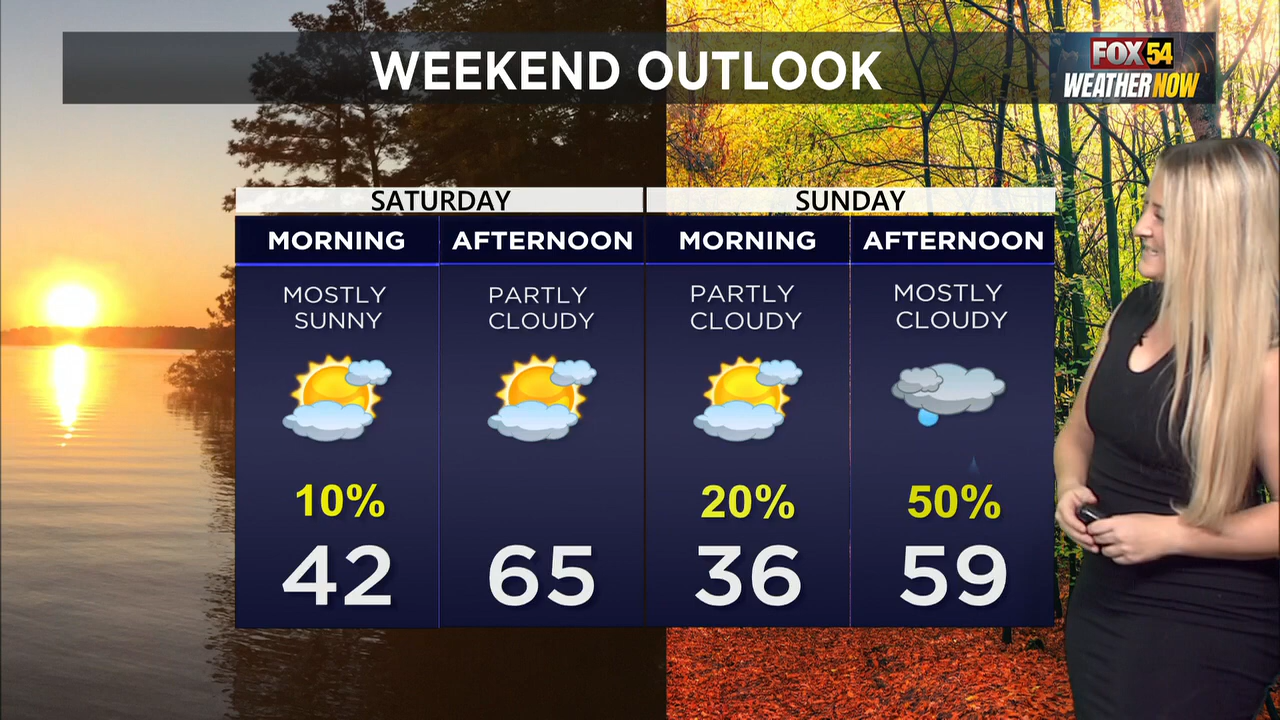 WEEKEND OUTLOOK
FOX 54
WEATHER NOW
SATURDAY
SUNDAY
MORNING
AFTERNOON
MORNING
AFTERNOON
MOSTLY
SUNNY
PARTLY
CLOUDY
PARTLY
CLOUDY
MOSTLY
CLOUDY
10%
20%
50%
42
65
36
59